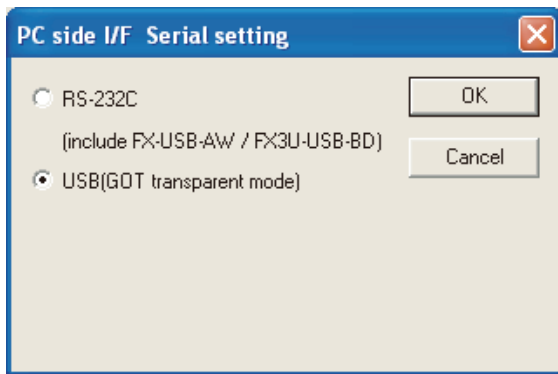 PC side I/F Serial setting
RS-232C
(include FX-USB-AW / FX3U-USB-BD)
USB(GOT transparent mode)
OK
Cancel